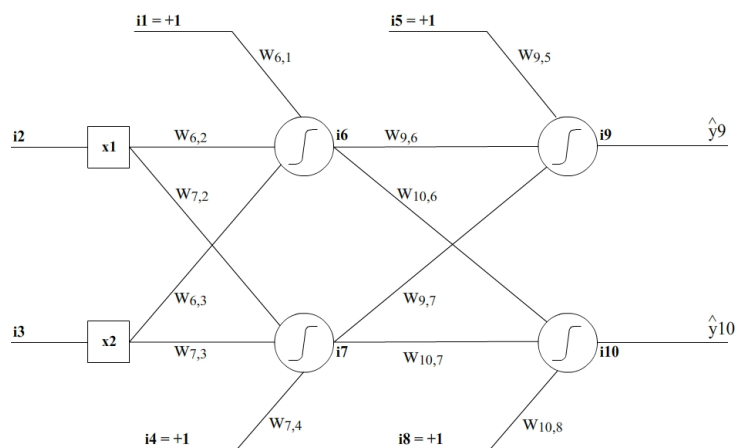 i1 = +1
i5 = +1
W6,1
W9,5
i2
x1
W6,2
i6
W9,6
i9
ŷ9
W7,2
W10,6
W6,3
W9,7
i3
x2
W7,3
i7
W10,7
i10
ŷ10
W7,4
W10,8
i4 = +1
i8 = +1